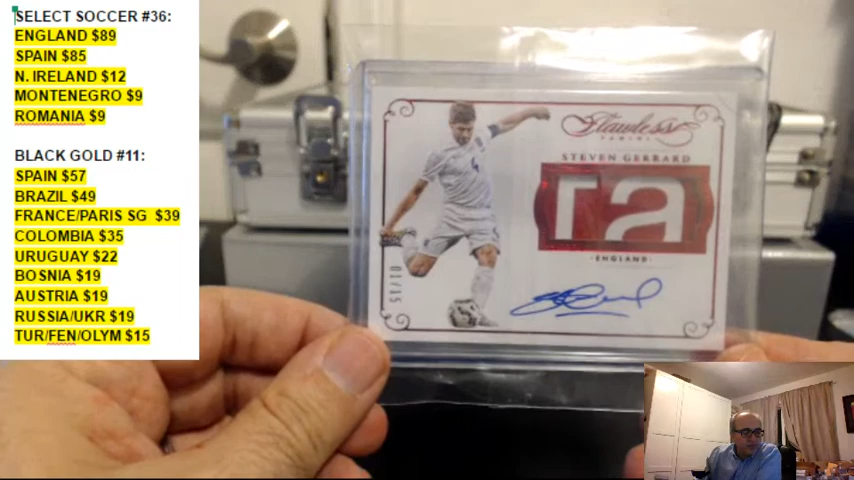 SELECT SOCCER #36:
ENGLAND $89
SPAIN $85
N. IRELAND $12
MONTENEGRO $9
ROMANIA $9
BLACK GOLD #11:
SPAIN $57
BRAZIL $49
FRANCE/PARIS SG $39
COLOMBIA $35
URUGUAY $22
BOSNIA $19
AUSTRIA $19
RUSSIA/UKR $19
TUR/FEN/OLYM $15
Flawless
PANINI
STEVEN GERRARD
ra
·ENGLAND·
01/15